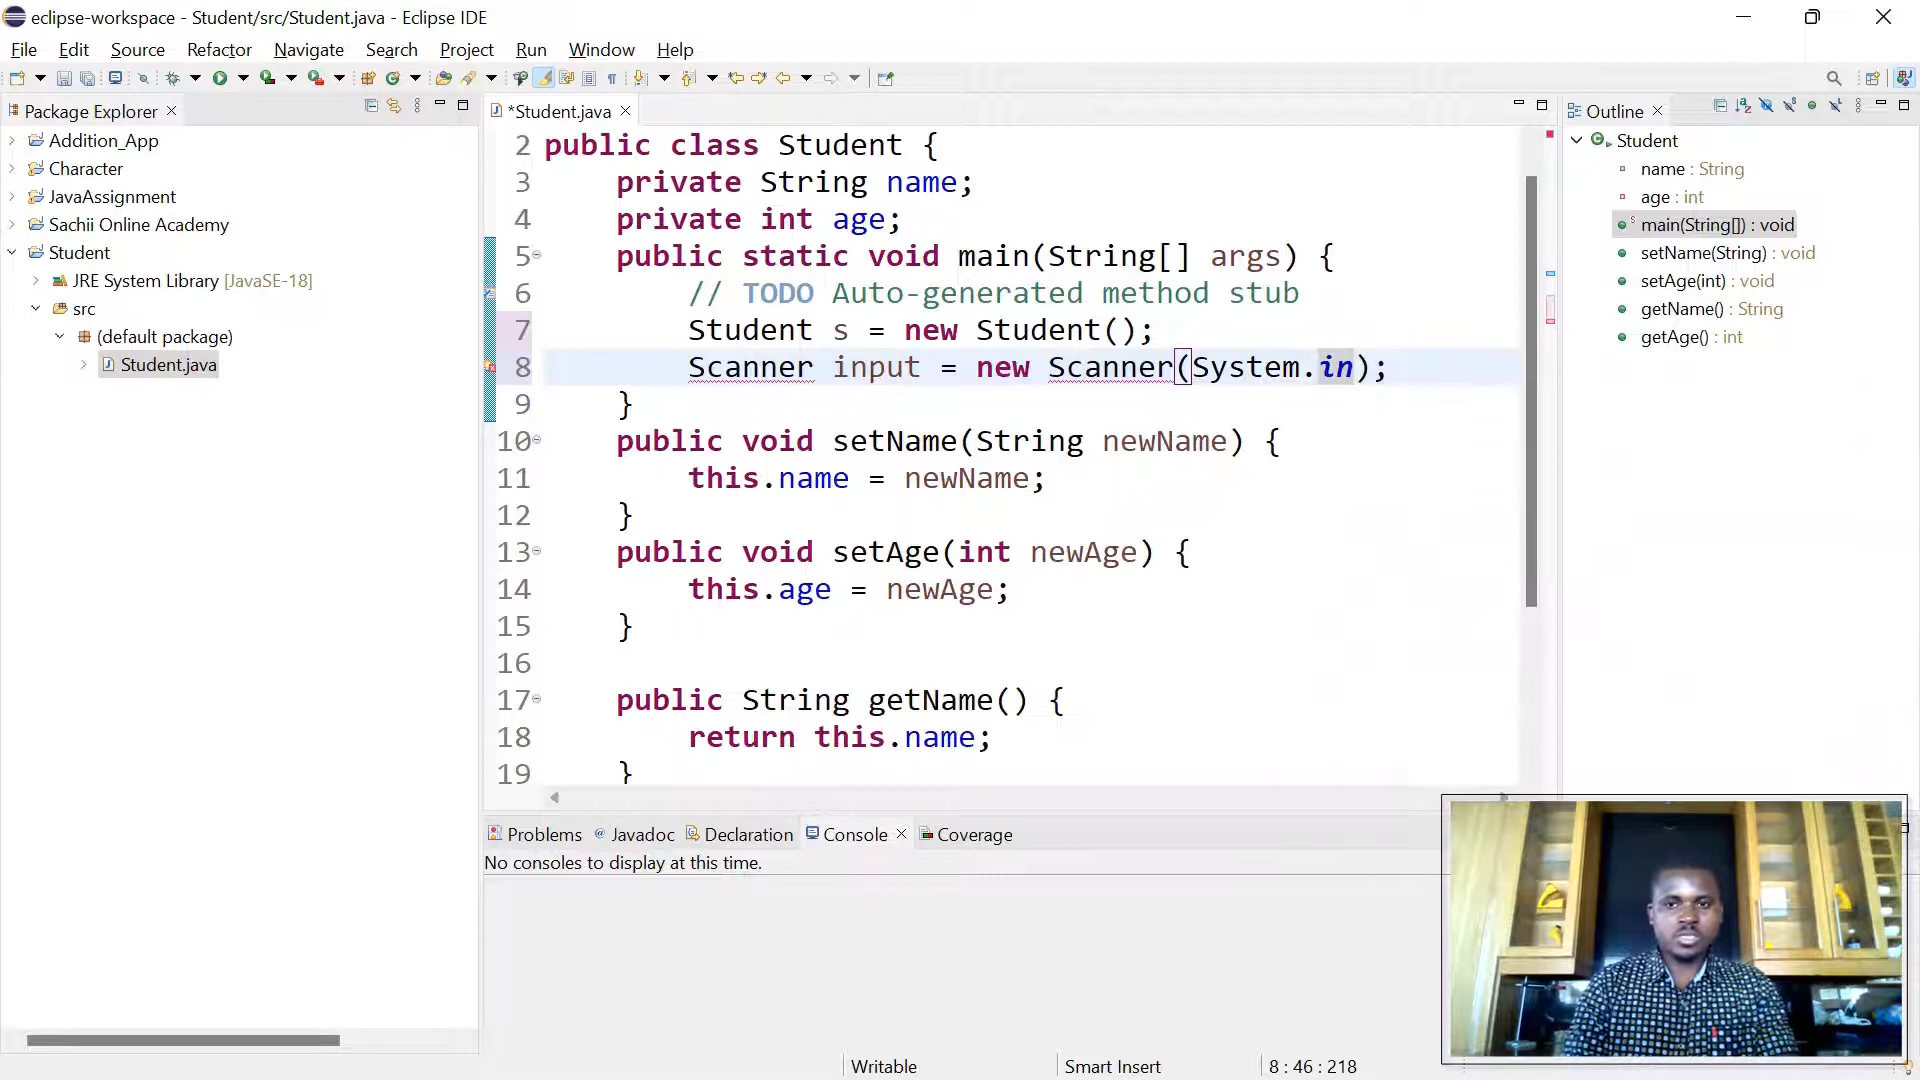 eclipse-workspace - Student/src/Student.java - Eclipse IDE
File Edit Source Refactor Navigate Search Project Run Window Help
Package Explorer
Addition_App
Character
JavaAssignment
Sachii Online Academy
Student
JRE System Library [JavaSE-18]
src
(default package)
Student.java
*Student.java
2 public class Student {
3 private String name;
4 private int age;
5 public static void main(String[] args) {
6 // TODO Auto-generated method stub
7 Student s = new Student();
8 Scanner input = new Scanner(System.in);
9 }
10 public void setName(String newName) {
11 this.name = newName;
12 }
13 public void setAge(int newAge) {
14 this.age = newAge;
15 }
16
17 public String getName() {
18 return this.name;
19 }
Outline
Student
name : String
age : int
main(String[]) : void
setName(String) : void
setAge(int) : void
getName() : String
getAge() : int
Problems Javadoc Declaration Console Coverage
No consoles to display at this time.
Writable Smart Insert 8 : 46 : 218